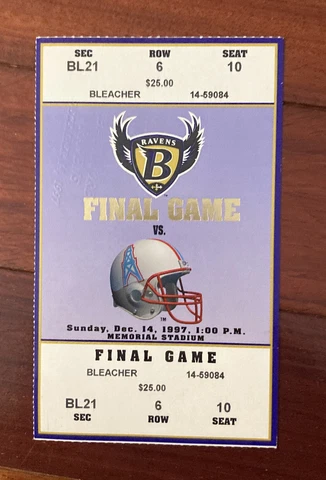 SEC ROW SEAT
BL21 6 10
$25.00
BLEACHER 14-59084
RAVENS
B
FINAL GAME
VS.
TM
Sunday, Dec. 14, 1997, 1:00 P.M.
MEMORIAL STADIUM
FINAL GAME
BLEACHER 14-59084
$25.00
BL21 6 10
SEC ROW SEAT